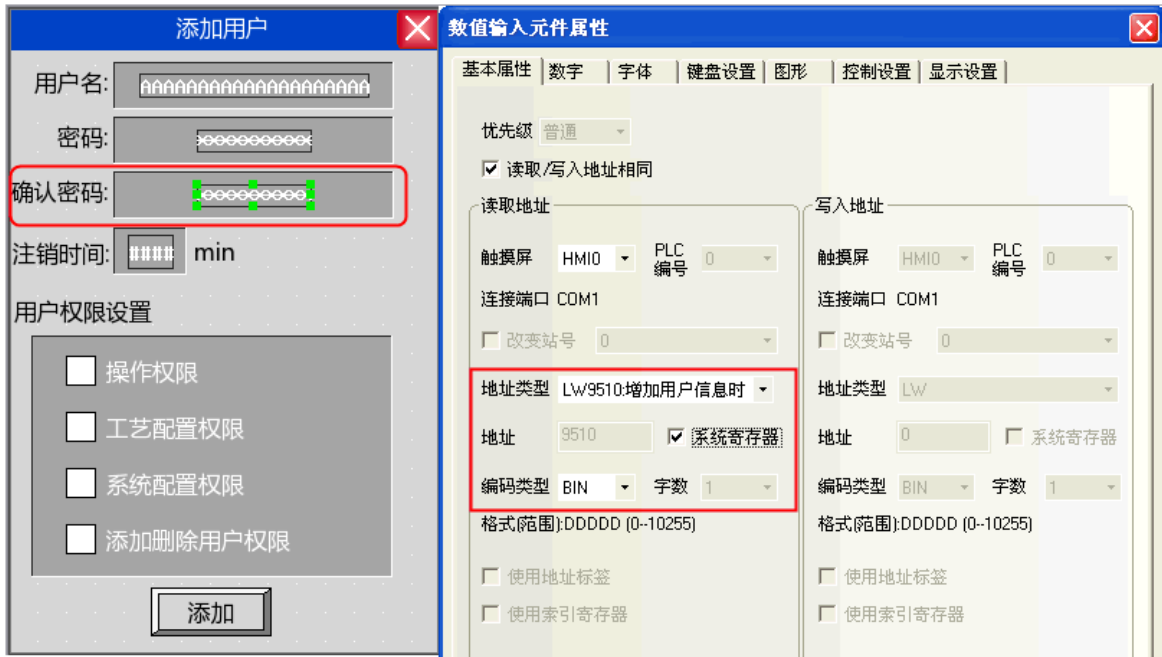 添加用户
用户名: AAAAAAAAAAAAAAAAAAAA
密码:
确认密码:
注销时间: #### min
用户权限设置
操作权限
工艺配置权限
系统配置权限
添加删除用户权限
添加
数值输入元件属性
基本属性 数字 字体 键盘设置 图形 控制设置 显示设置
优先级 普通
读取/写入地址相同
读取地址
触摸屏 HMI0 PLC编号 0
连接端口 COM1
改变站号 0
地址类型 LW9510:增加用户信息时
地址 9510 系统寄存器
编码类型 BIN 字数 1
格式(范围):DDDDD (0--10255)
使用地址标签
使用索引寄存器
写入地址
触摸屏 HMI0 PLC编号 0
连接端口 COM1
改变站号 0
地址类型 LW
地址 0 系统寄存器
编码类型 BIN 字数 1
格式(范围):DDDDD (0--10255)
使用地址标签
使用索引寄存器